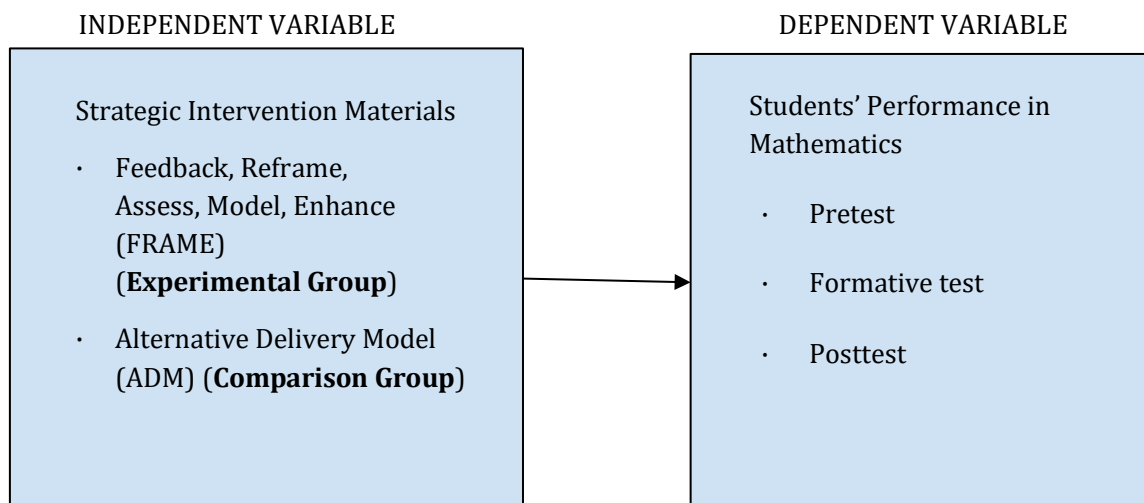 INDEPENDENT VARIABLE
Strategic Intervention Materials
· Feedback, Reframe,
Assess, Model, Enhance
(FRAME)
(Experimental Group)
· Alternative Delivery Model
(ADM) (Comparison Group)
DEPENDENT VARIABLE
Students’ Performance in
Mathematics
· Pretest
· Formative test
· Posttest